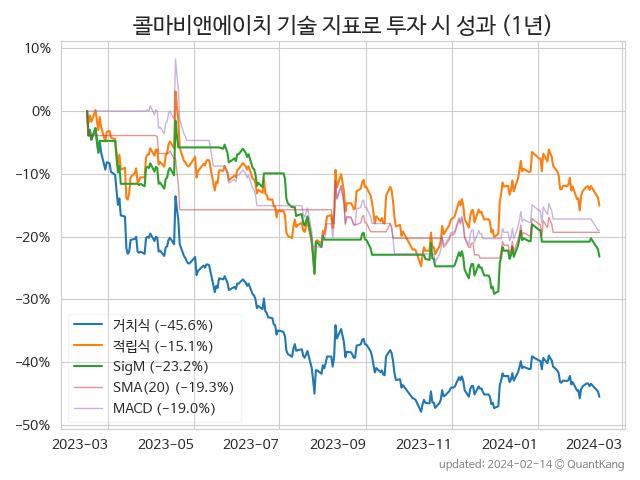 콜마비앤에이치 기술 지표로 투자 시 성과 (1년)
10%
0%
−10%
−20%
−30%
−40%
−50%
거치식 (−45.6%)
적립식 (−15.1%)
SigM (−23.2%)
SMA(20) (−19.3%)
MACD (−19.0%)
2023-03 2023-05 2023-07 2023-09 2023-11 2024-01 2024-03
updated: 2024-02-14 © QuantKang